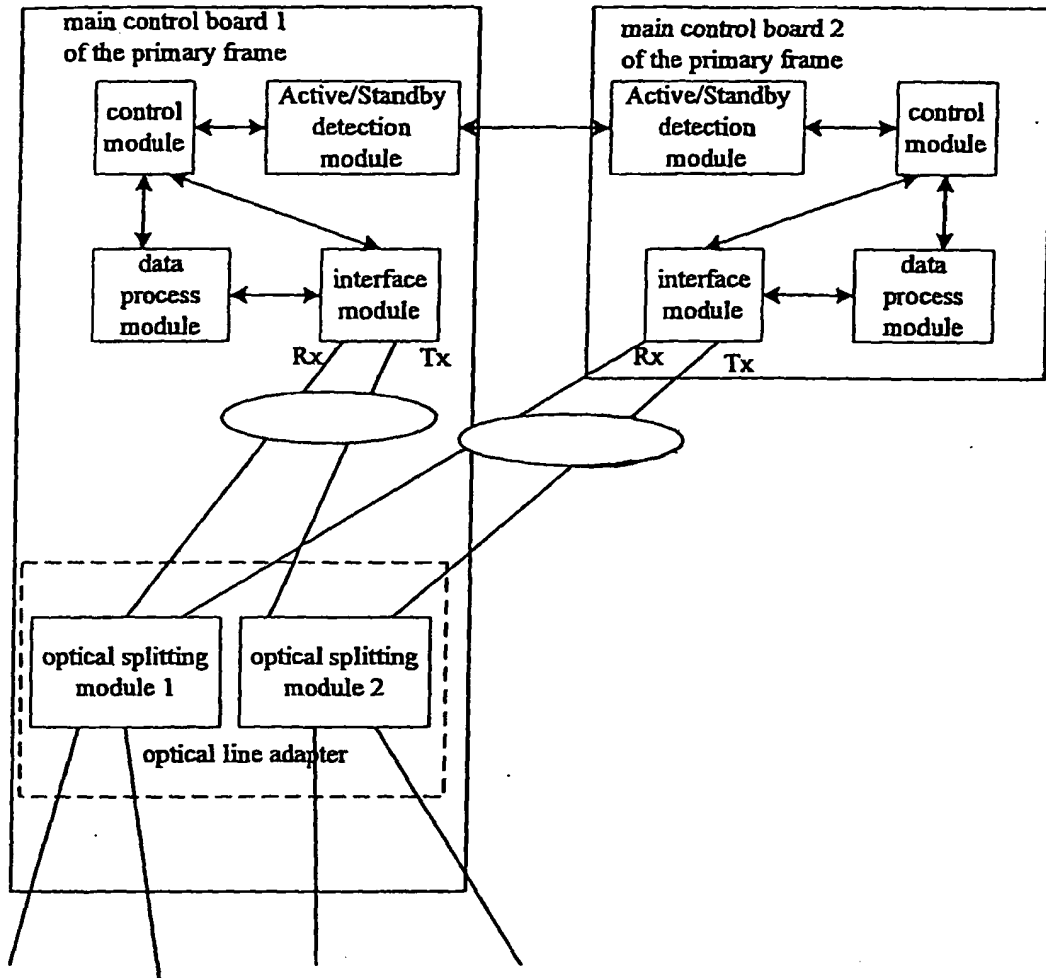 main control board 1
of the primary frame
main control board 2
of the primary frame
control
module
Active/Standby
detection
module
Active/Standby
detection
module
control
module
data
process
module
interface
module
interface
module
data
process
module
Rx
Tx
Rx
Tx
optical splitting
module 1
optical splitting
module 2
optical line adapter